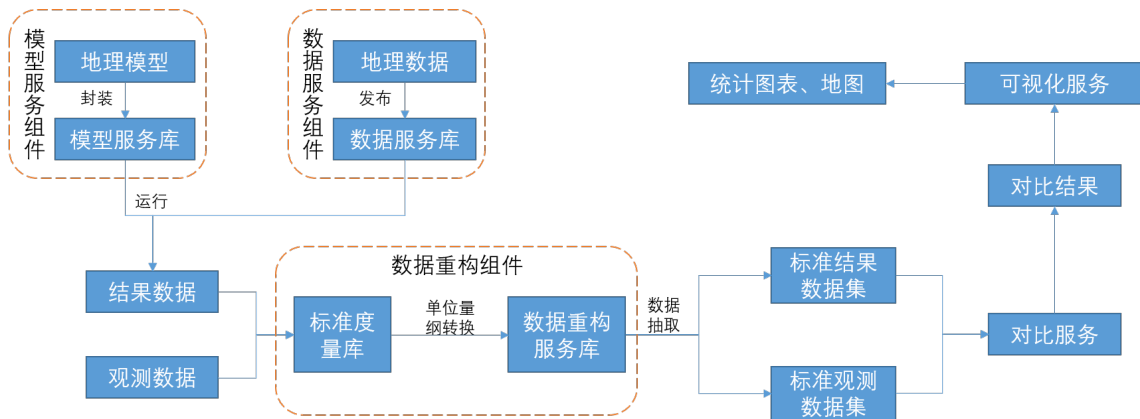 模型服务组件
地理模型
封装
模型服务库
数据服务组件
地理数据
发布
数据服务库
运行
统计图表、地图
可视化服务
对比结果
结果数据
观测数据
数据重构组件
标准度
量库
单位量
纲转换
数据重构
服务库
数据
抽取
标准结果
数据集
标准观测
数据集
对比服务